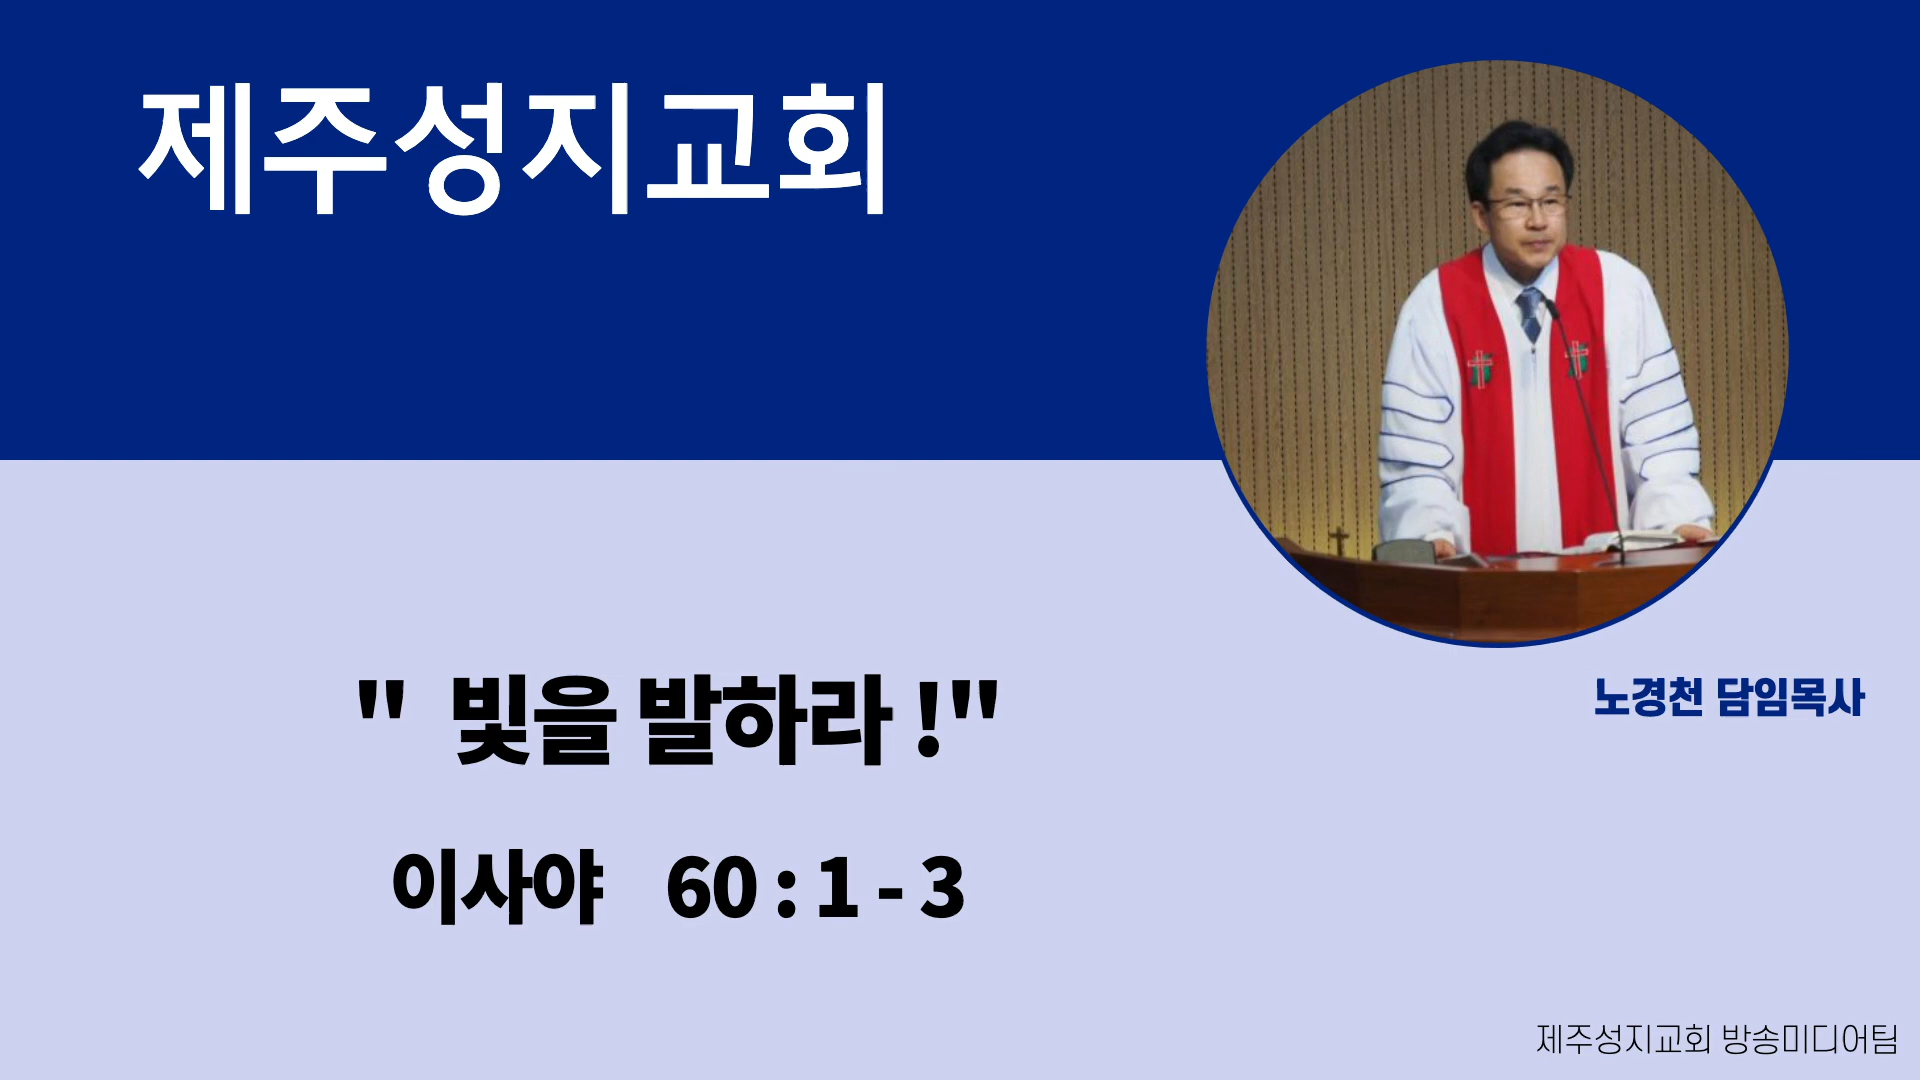 제주성지교회
노경천 담임목사
" 빛을 발하라 !"
이사야 60 : 1 - 3
제주성지교회 방송미디어팀